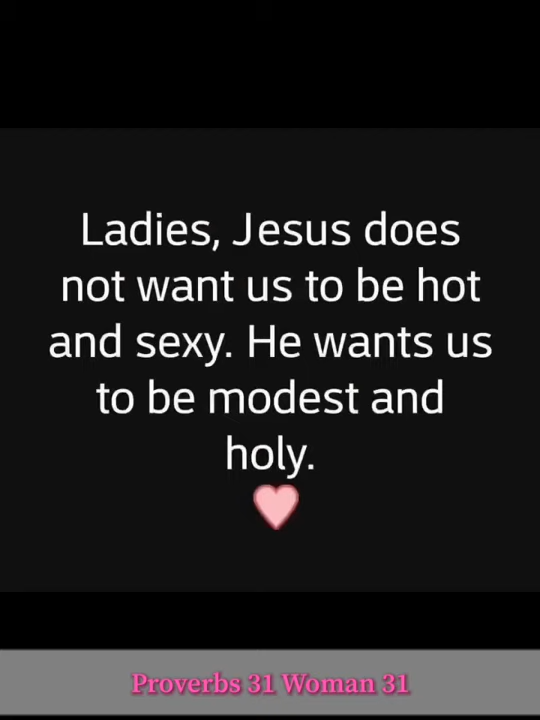 Ladies, Jesus does
not want us to be hot
and sexy. He wants us
to be modest and
holy.
Proverbs 31 Woman 31